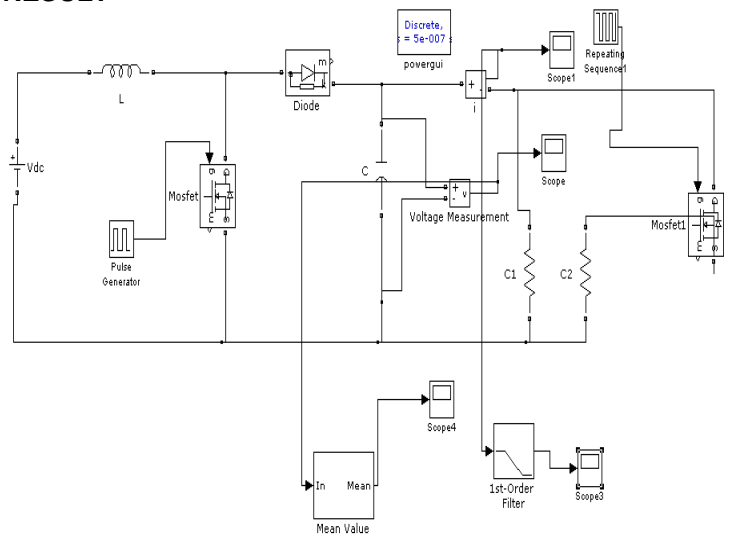 Discrete,
s = 5e-007 s
powergui
Scope1
Repeating
Sequence1
m
Diode
L
+
-
i
+
Vdc
Mosfet
g
m
Pulse
Generator
C
+
-
v
Voltage Measurement
Scope
C1
C2
g
Mosfet1
m
Scope4
In
Mean
Mean Value
1st-Order
Filter
Scope3